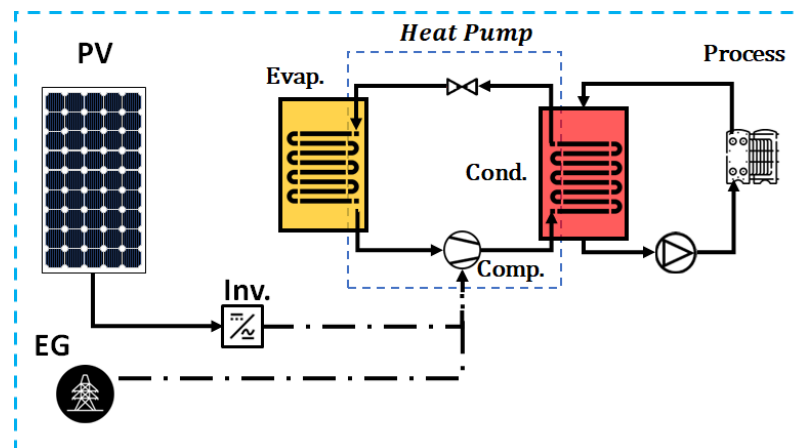 PV
Heat Pump
Evap.
Process
Cond.
Comp.
Inv.
EG